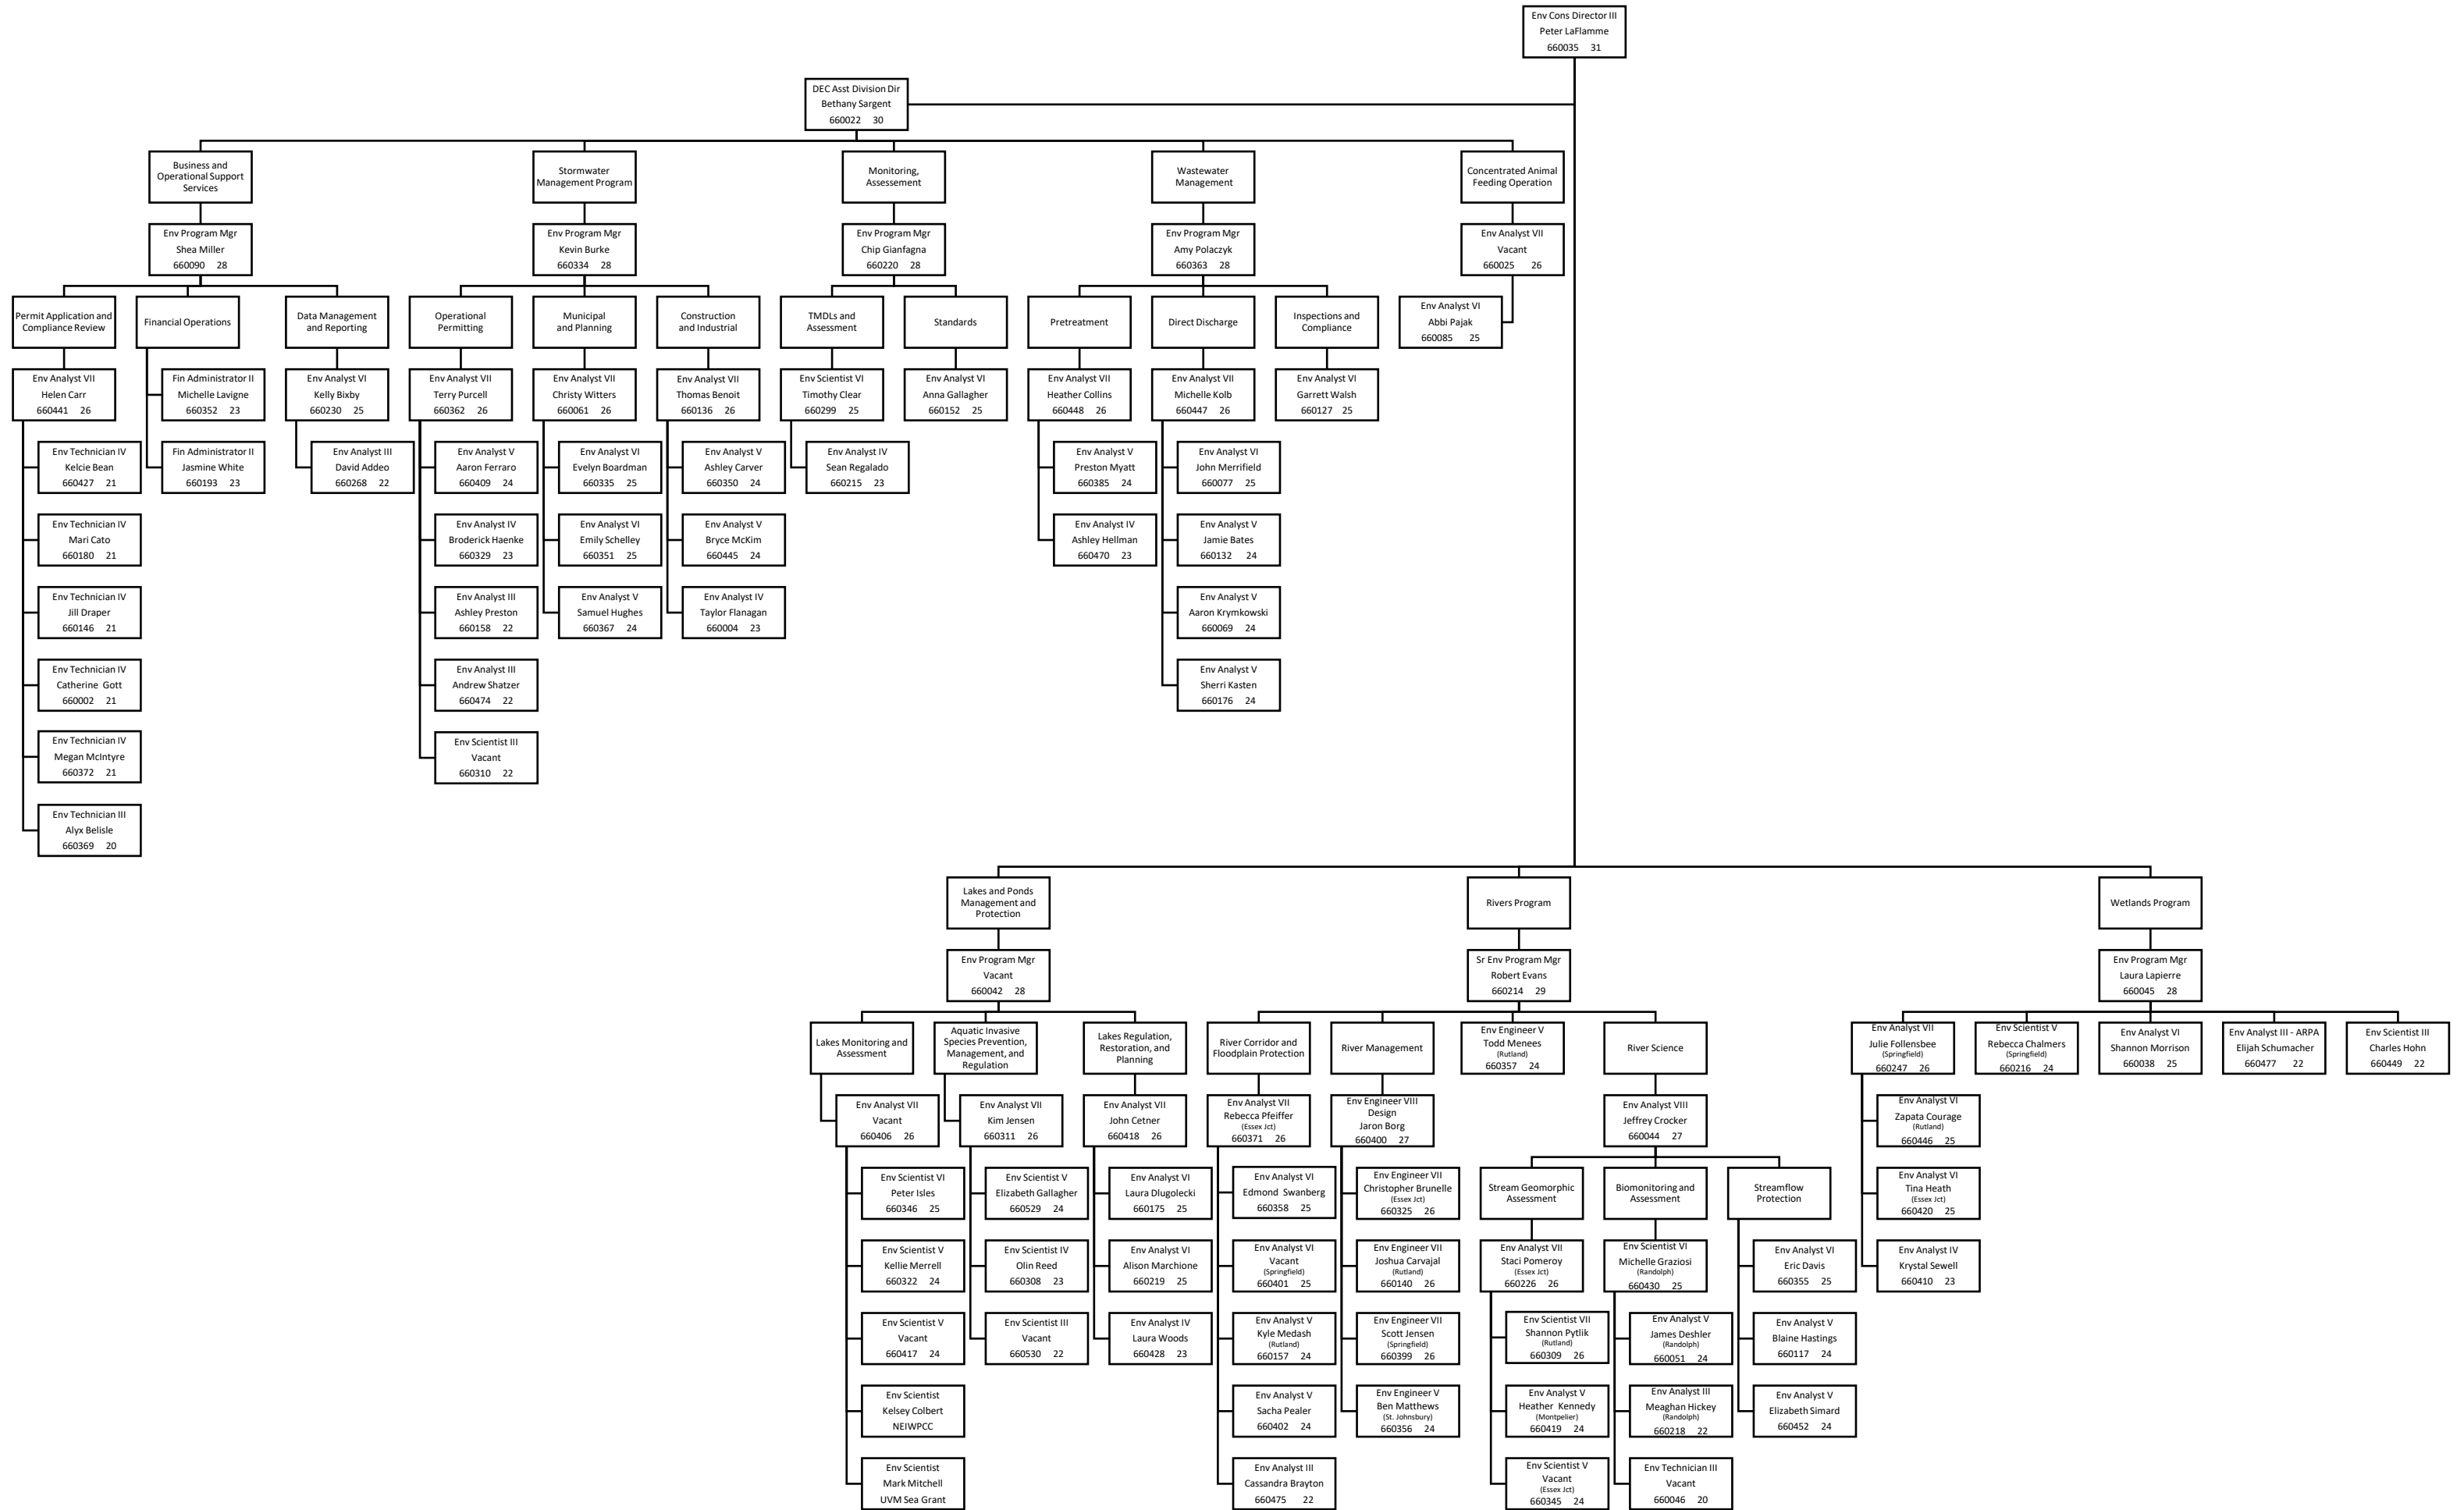 Env Cons Director III
Peter LaFlamme
660035 31
DEC Asst Division Dir
Bethany Sargent
660022 30
Business and
Operational Support
Services
Env Program Mgr
Shea Miller
660090 28
Permit Application and
Compliance Review
Env Analyst VII
Helen Carr
660441 26
Env Technician IV
Kelcie Bean
660427 21
Env Technician IV
Mari Cato
660180 21
Env Technician IV
Jill Draper
660146 21
Env Technician IV
Catherine Gott
660002 21
Env Technician IV
Megan McIntyre
660372 21
Env Technician III
Alyx Belisle
660369 20
Financial Operations
Fin Administrator II
Michelle Lavigne
660352 23
Fin Administrator II
Jasmine White
660193 23
Data Management
and Reporting
Env Analyst VI
Kelly Bixby
660230 25
Env Analyst III
David Addeo
660268 22
Stormwater
Management Program
Env Program Mgr
Kevin Burke
660334 28
Operational
Permitting
Env Analyst VII
Terry Purcell
660362 26
Env Analyst V
Aaron Ferraro
660409 24
Env Analyst IV
Broderick Haenke
660329 23
Env Analyst III
Ashley Preston
660158 22
Env Analyst III
Andrew Shatzer
660474 22
Env Scientist III
Vacant
660310 22
Municipal
and Planning
Env Analyst VII
Christy Witters
660061 26
Env Analyst VI
Evelyn Boardman
660335 25
Env Analyst VI
Emily Schelley
660351 25
Env Analyst V
Samuel Hughes
660367 24
Construction
and Industrial
Env Analyst VII
Thomas Benoit
660136 26
Env Analyst V
Ashley Carver
660350 24
Env Analyst V
Bryce McKim
660445 24
Env Analyst IV
Taylor Flanagan
660004 23
Monitoring,
Assessement
Env Program Mgr
Chip Gianfagna
660220 28
TMDLs and
Assessment
Env Scientist VI
Timothy Clear
660299 25
Env Analyst IV
Sean Regalado
660215 23
Standards
Env Analyst VI
Anna Gallagher
660152 25
Wastewater
Management
Env Program Mgr
Amy Polaczyk
660363 28
Pretreatment
Env Analyst VII
Heather Collins
660448 26
Env Analyst V
Preston Myatt
660385 24
Env Analyst IV
Ashley Hellman
660470 23
Direct Discharge
Env Analyst VII
Michelle Kolb
660447 26
Env Analyst VI
John Merrifield
660077 25
Env Analyst V
Jamie Bates
660132 24
Env Analyst V
Aaron Krymkowski
660069 24
Env Analyst V
Sherri Kasten
660176 24
Inspections and
Compliance
Env Analyst VI
Garrett Walsh
660127 25
Concentrated Animal
Feeding Operation
Env Analyst VII
Vacant
660025 26
Env Analyst VI
Abbi Pajak
660085 25
Lakes and Ponds
Management and
Protection
Env Program Mgr
Vacant
660042 28
Lakes Monitoring and
Assessment
Env Analyst VII
Vacant
660406 26
Env Scientist VI
Peter Isles
660346 25
Env Scientist V
Kellie Merrell
660322 24
Env Scientist V
Vacant
660417 24
Env Scientist
Kelsey Colbert
NEIWPCC
Env Scientist
Mark Mitchell
UVM Sea Grant
Aquatic Invasive
Species Prevention,
Management, and
Regulation
Env Analyst VII
Kim Jensen
660311 26
Env Scientist V
Elizabeth Gallagher
660529 24
Env Scientist IV
Olin Reed
660308 23
Env Scientist III
Vacant
660530 22
Lakes Regulation,
Restoration, and
Planning
Env Analyst VII
John Cetner
660418 26
Env Analyst VI
Laura Dlugolecki
660175 25
Env Analyst VI
Alison Marchione
660219 25
Env Analyst IV
Laura Woods
660428 23
Rivers Program
Sr Env Program Mgr
Robert Evans
660214 29
River Corridor and
Floodplain Protection
Env Analyst VII
Rebecca Pfeiffer
(Essex Jct)
660371 26
Env Analyst VI
Edmond Swanberg
660358 25
Env Analyst VI
Vacant
(Springfield)
660401 25
Env Analyst V
Kyle Medash
(Rutland)
660157 24
Env Analyst V
Sacha Pealer
660402 24
Env Analyst III
Cassandra Brayton
660475 22
River Management
Env Engineer VIII
Design
Jaron Borg
660400 27
Env Engineer VII
Christopher Brunelle
(Essex Jct)
660325 26
Env Engineer VII
Joshua Carvajal
(Rutland)
660140 26
Env Engineer VII
Scott Jensen
(Springfield)
660399 26
Env Engineer V
Ben Matthews
(St. Johnsbury)
660356 24
Env Engineer V
Todd Menees
(Rutland)
660357 24
River Science
Env Analyst VIII
Jeffrey Crocker
660044 27
Stream Geomorphic
Assessment
Env Analyst VII
Staci Pomeroy
(Essex Jct)
660226 26
Env Scientist VII
Shannon Pytlik
(Rutland)
660309 26
Env Analyst V
Heather Kennedy
(Montpelier)
660419 24
Env Scientist V
Vacant
(Essex Jct)
660345 24
Biomonitoring and
Assessment
Env Scientist VI
Michelle Graziosi
(Randolph)
660430 25
Env Analyst V
James Deshler
(Randolph)
660051 24
Env Analyst III
Meaghan Hickey
(Randolph)
660218 22
Env Technician III
Vacant
660046 20
Streamflow
Protection
Env Analyst VI
Eric Davis
660355 25
Env Analyst V
Blaine Hastings
660117 24
Env Analyst V
Elizabeth Simard
660452 24
Wetlands Program
Env Program Mgr
Laura Lapierre
660045 28
Env Analyst VII
Julie Follensbee
(Springfield)
660247 26
Env Analyst VI
Zapata Courage
(Rutland)
660446 25
Env Analyst VI
Tina Heath
(Essex Jct)
660420 25
Env Analyst IV
Krystal Sewell
660410 23
Env Scientist V
Rebecca Chalmers
(Springfield)
660216 24
Env Analyst VI
Shannon Morrison
660038 25
Env Analyst III - ARPA
Elijah Schumacher
660477 22
Env Scientist III
Charles Hohn
660449 22